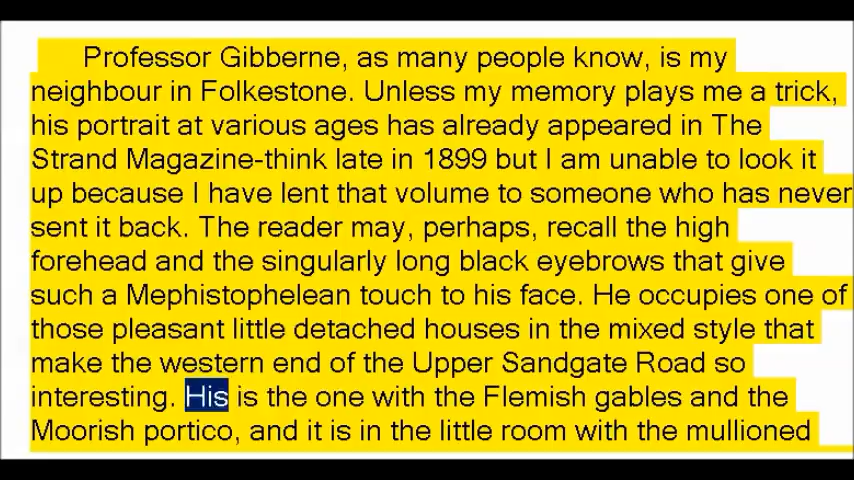 Professor Gibberne, as many people know, is my
neighbour in Folkestone. Unless my memory plays me a trick,
his portrait at various ages has already appeared in The
Strand Magazine-think late in 1899 but I am unable to look it
up because I have lent that volume to someone who has never
sent it back. The reader may, perhaps, recall the high
forehead and the singularly long black eyebrows that give
such a Mephistophelean touch to his face. He occupies one of
those pleasant little detached houses in the mixed style that
make the western end of the Upper Sandgate Road so
interesting. His is the one with the Flemish gables and the
Moorish portico, and it is in the little room with the mullioned